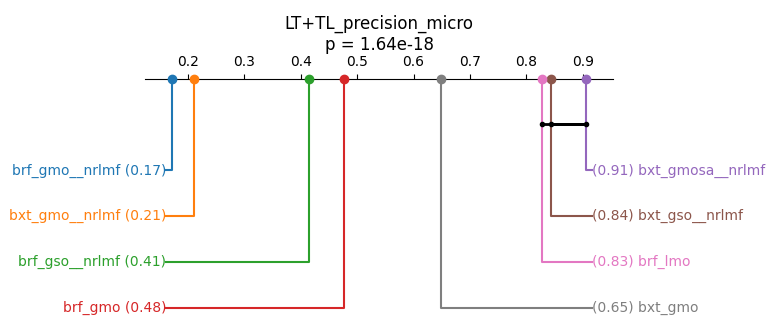 LT+TL_precision_micro
p = 1.64e-18
0.2 0.3 0.4 0.5 0.6 0.7 0.8 0.9
brf_gmo__nrlmf (0.17) (0.91) bxt_gmosa__nrlmf
bxt_gmo__nrlmf (0.21) (0.84) bxt_gso__nrlmf
brf_gso__nrlmf (0.41) (0.83) brf_lmo
brf_gmo (0.48) (0.65) bxt_gmo